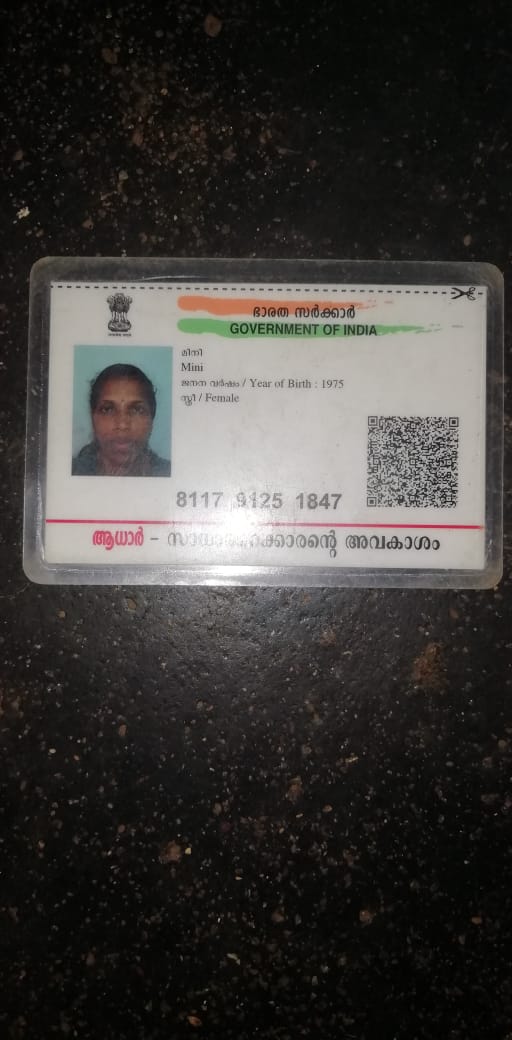 ഭാരത സർക്കാർ
GOVERNMENT OF INDIA
മിനി
Mini
ജനന വർഷം / Year of Birth : 1975
സ്ത്രീ / Female
8117 9125 1847
ആധാർ - സാധാരണക്കാരന്റെ അവകാശം